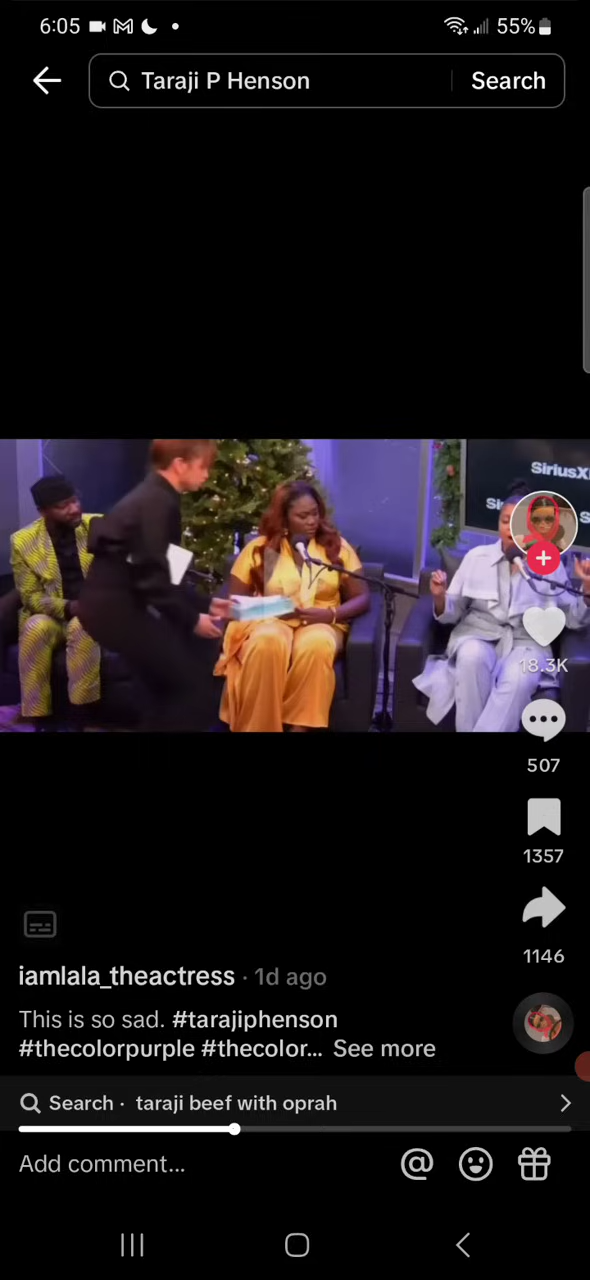 6:05
55%
Taraji P Henson
Search
SiriusX
18.3K
507
1357
1146
iamlala_theactress · 1d ago
This is so sad. #tarajiphenson
#thecolorpurple #thecolor... See more
Search · taraji beef with oprah
Add comment...